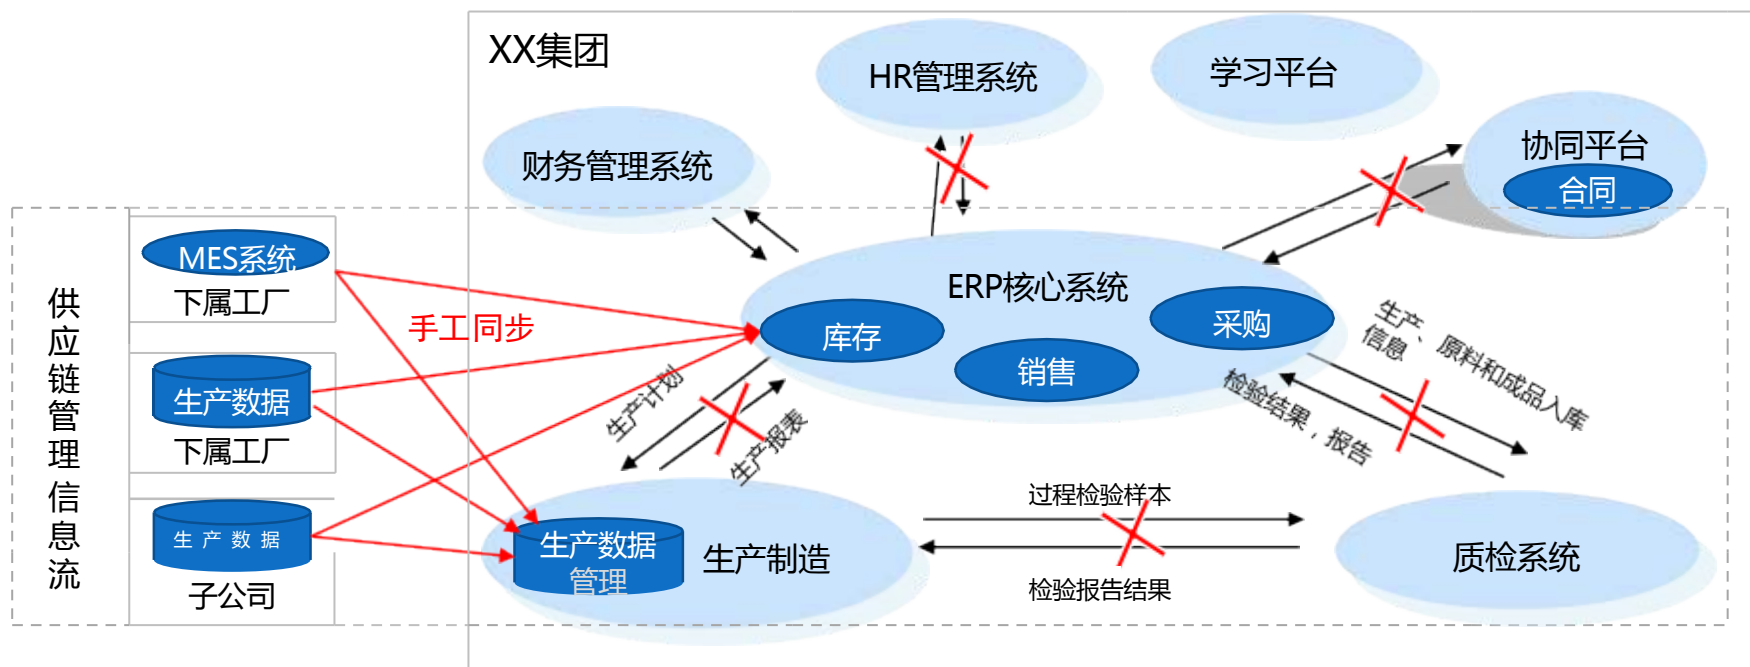 XX集团
HR管理系统
学习平台
财务管理系统
协同平台
合同
供应链管理信息流
MES系统
下属工厂
手工同步
ERP核心系统
库存
销售
采购
生产数据
下属工厂
生产计划
生产报表
生产、原料和成品入库
信息
检验结果，报告
生产数据
子公司
生产数据
管理
生产制造
过程检验样本
检验报告结果
质检系统